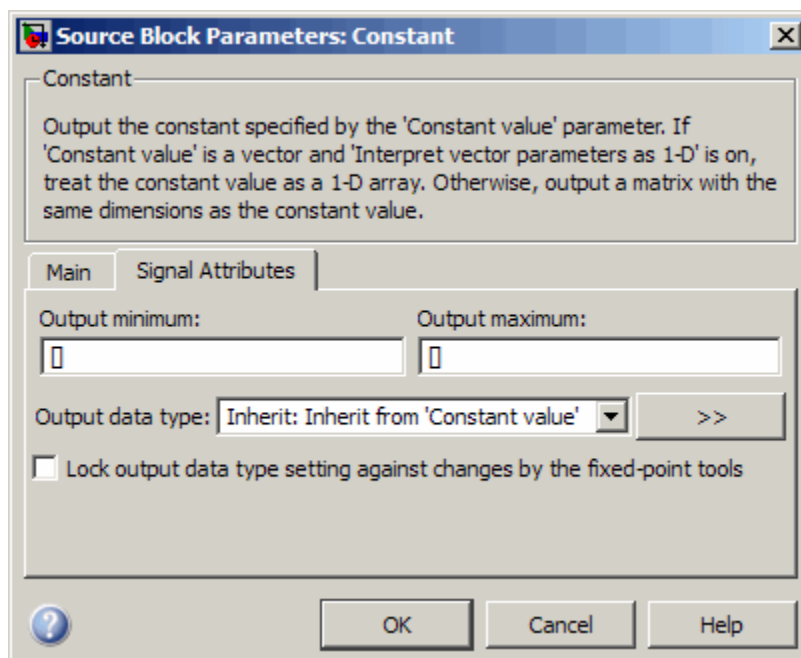 Source Block Parameters: Constant
Constant
Output the constant specified by the 'Constant value' parameter. If
'Constant value' is a vector and 'Interpret vector parameters as 1-D' is on,
treat the constant value as a 1-D array. Otherwise, output a matrix with the
same dimensions as the constant value.
Main Signal Attributes
Output minimum: Output maximum:
[] []
Output data type: Inherit: Inherit from 'Constant value' >>
Lock output data type setting against changes by the fixed-point tools
? OK Cancel Help